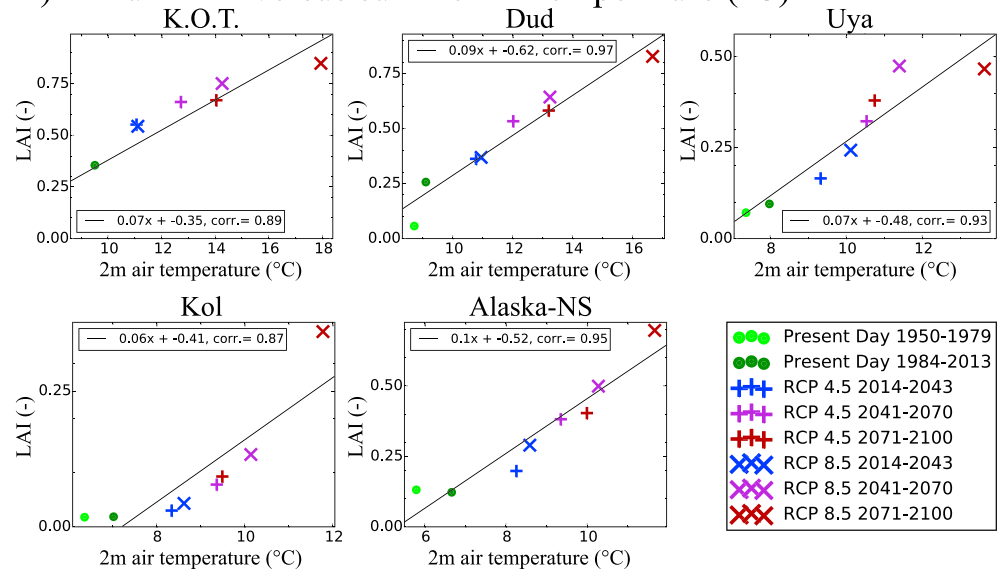 K.O.T.
Dud
Uya
LAI (-)
0.75
0.50
0.25
0.00
0.07x + -0.35, corr.= 0.89
10
12
14
16
18
2m air temperature (°C)
LAI (-)
0.75
0.50
0.25
0.00
0.09x + -0.62, corr.= 0.97
10
12
14
16
2m air temperature (°C)
LAI (-)
0.50
0.25
0.00
0.07x + -0.48, corr.= 0.93
8
10
12
2m air temperature (°C)
Kol
Alaska-NS
LAI (-)
0.25
0.00
0.06x + -0.41, corr.= 0.87
8
10
12
2m air temperature (°C)
LAI (-)
0.50
0.25
0.00
0.1x + -0.52, corr.= 0.95
6
8
10
2m air temperature (°C)
Present Day 1950-1979
Present Day 1984-2013
RCP 4.5 2014-2043
RCP 4.5 2041-2070
RCP 4.5 2071-2100
RCP 8.5 2014-2043
RCP 8.5 2041-2070
RCP 8.5 2071-2100